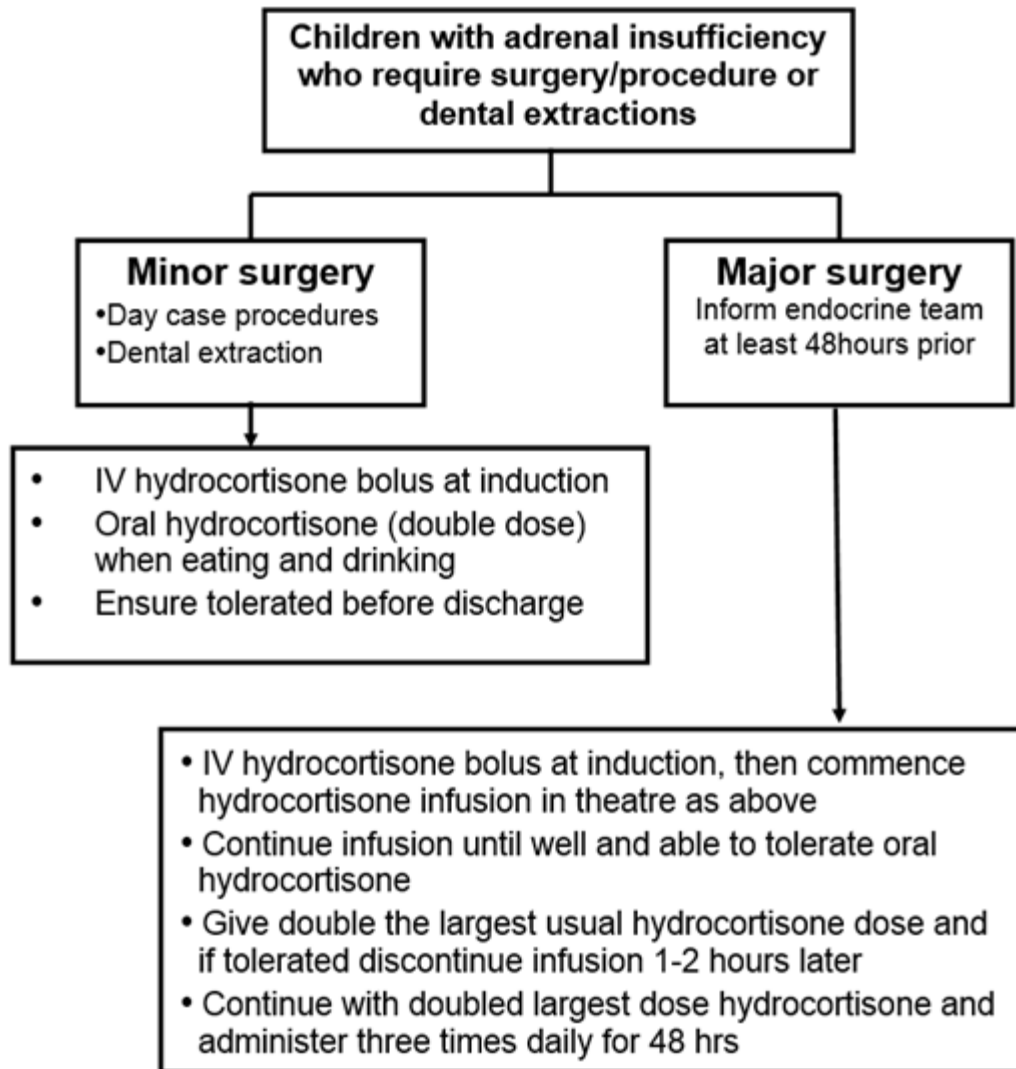 Children with adrenal insufficiency
who require surgery/procedure or
dental extractions
Minor surgery
•Day case procedures
•Dental extraction
Major surgery
Inform endocrine team
at least 48hours prior
• IV hydrocortisone bolus at induction
• Oral hydrocortisone (double dose)
when eating and drinking
• Ensure tolerated before discharge
• IV hydrocortisone bolus at induction, then commence
hydrocortisone infusion in theatre as above
• Continue infusion until well and able to tolerate oral
hydrocortisone
• Give double the largest usual hydrocortisone dose and
if tolerated discontinue infusion 1-2 hours later
• Continue with doubled largest dose hydrocortisone and
administer three times daily for 48 hrs